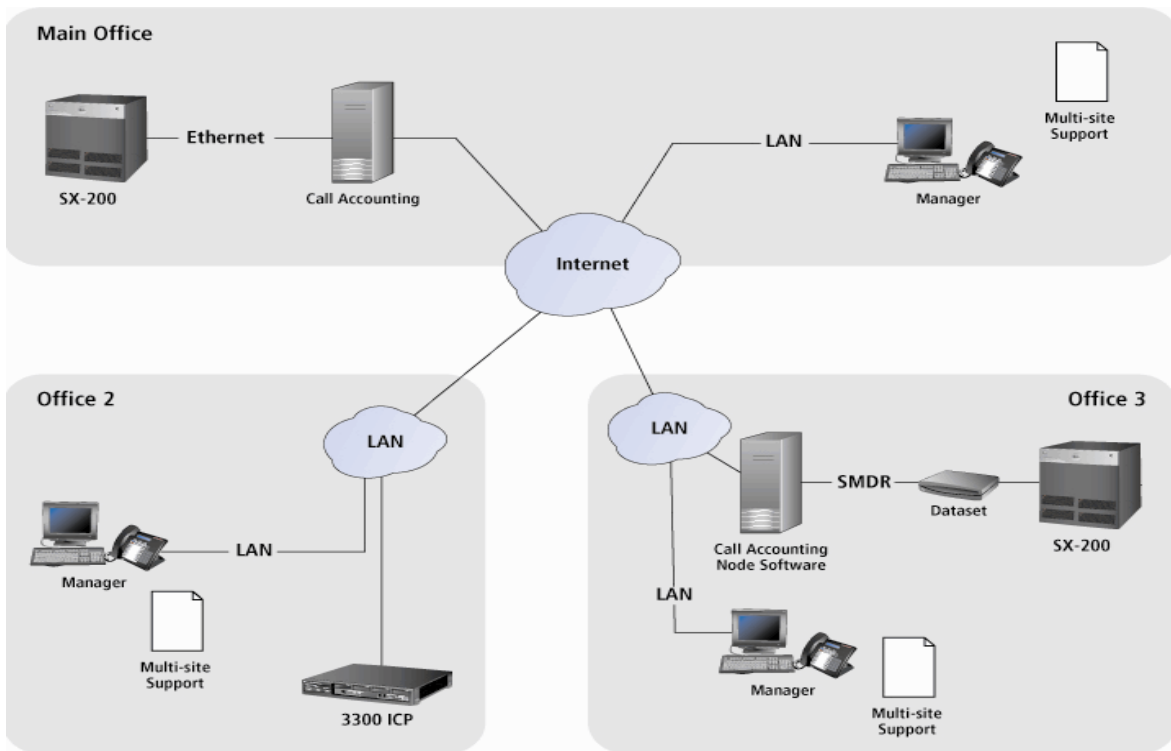 Main Office
SX-200
Ethernet
Call Accounting
LAN
Manager
Multi-site
Support
Internet
Office 2
LAN
Manager
LAN
Multi-site
Support
3300 ICP
Office 3
LAN
Call Accounting
Node Software
SMDR
Dataset
SX-200
LAN
Manager
Multi-site
Support